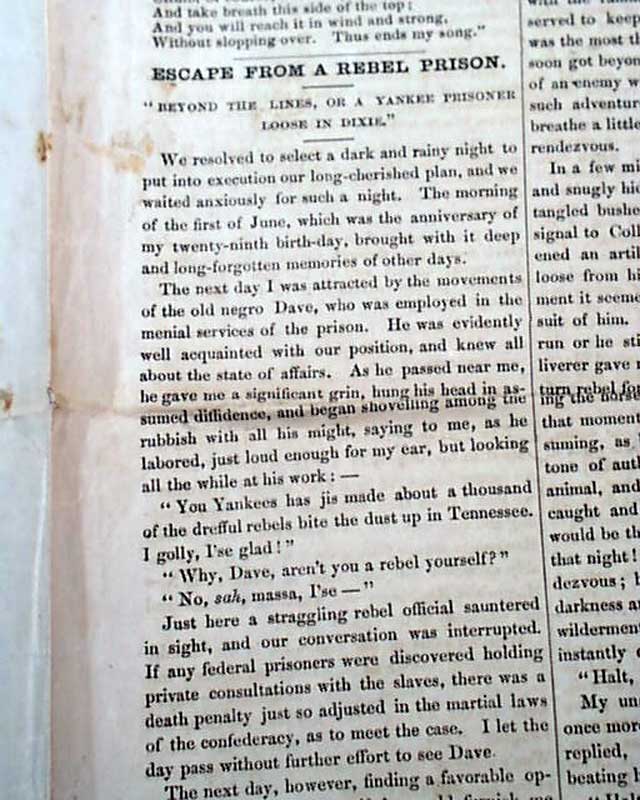 And take breath this side of the top;
And you will reach it in wind and strong,
Without slopping over. Thus ends my song."
ESCAPE FROM A REBEL PRISON.
"BEYOND THE LINES, OR A YANKEE PRISONER
LOOSE IN DIXIE."
We resolved to select a dark and rainy night to
put into execution our long-cherished plan, and we
waited anxiously for such a night. The morning
of the first of June, which was the anniversary of
my twenty-ninth birth-day, brought with it deep
and long-forgotten memories of other days.
The next day I was attracted by the movements
of the old negro Dave, who was employed in the
menial services of the prison. He was evidently
well acquainted with our position, and knew all
about the state of affairs. As he passed near me,
he gave me a significant grin, hung his head in as-
sumed diffidence, and began shovelling among the
rubbish with all his might, saying to me, as he
labored, just loud enough for my ear, but looking
all the while at his work: —
"You Yankees has jis made about a thousand
of the drefful rebels bite the dust up in Tennessee.
I golly, I'se glad!"
"Why, Dave, aren't you a rebel yourself?"
"No, sah, massa, I'se —"
Just here a straggling rebel official sauntered
in sight, and our conversation was interrupted.
If any federal prisoners were discovered holding
private consultations with the slaves, there was a
death penalty just so adjusted in the martial laws
of the confederacy, as to meet the case. I let the
day pass without further effort to see Dave.
The next day, however, finding a favorable op-
served to keep
was the most
soon got beyon
of an enemy w
such adventur
breathe a little
rendezvous.
In a few mi
and snugly hid
tangled bushe
signal to Coll
ened an artil
loose from hi
ment it seeme
suit of him.
run or he sti
liverer gave
turn rebel for
ing the horse
that moment
suming, as
tone of aut
animal, and
caught and
would be th
that night!
dezvous; b
darkness a
wilderment
instantly
"Halt,
My un
once more
replied,
beating h